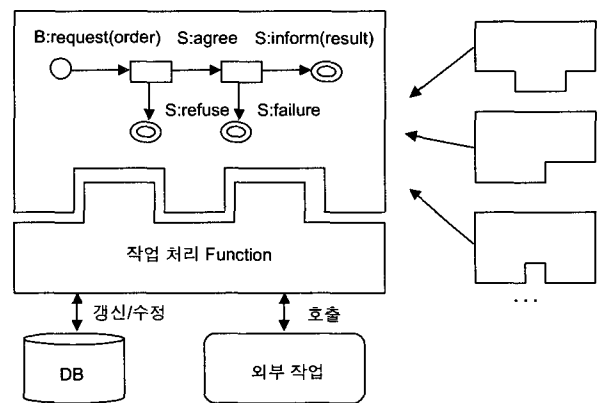 B:request(order) S:agree S:inform(result)
S:refuse S:failure
작업 처리 Function
갱신/수정 호출
DB 외부 작업
...